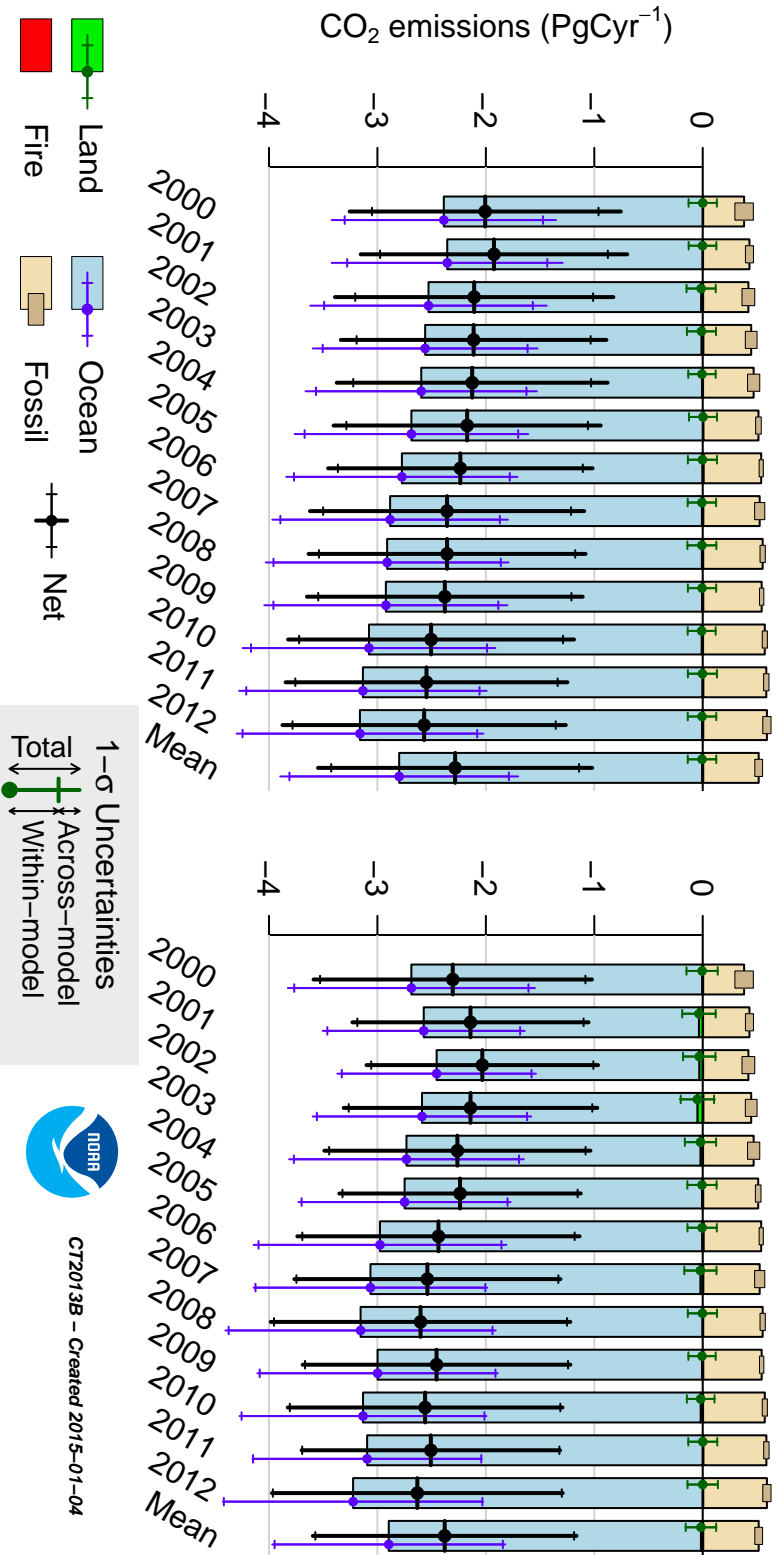 CO₂ emissions (PgCyr⁻¹)
0
−1
−2
−3
−4
2000
2001
2002
2003
2004
2005
2006
2007
2008
2009
2010
2011
2012
Mean
0
−1
−2
−3
−4
2000
2001
2002
2003
2004
2005
2006
2007
2008
2009
2010
2011
2012
Mean
Land
Ocean
Net
Fire
Fossil
1−σ Uncertainties
Total
Across−model
Within−model
NOAA
CT2013B − Created 2015−01−04